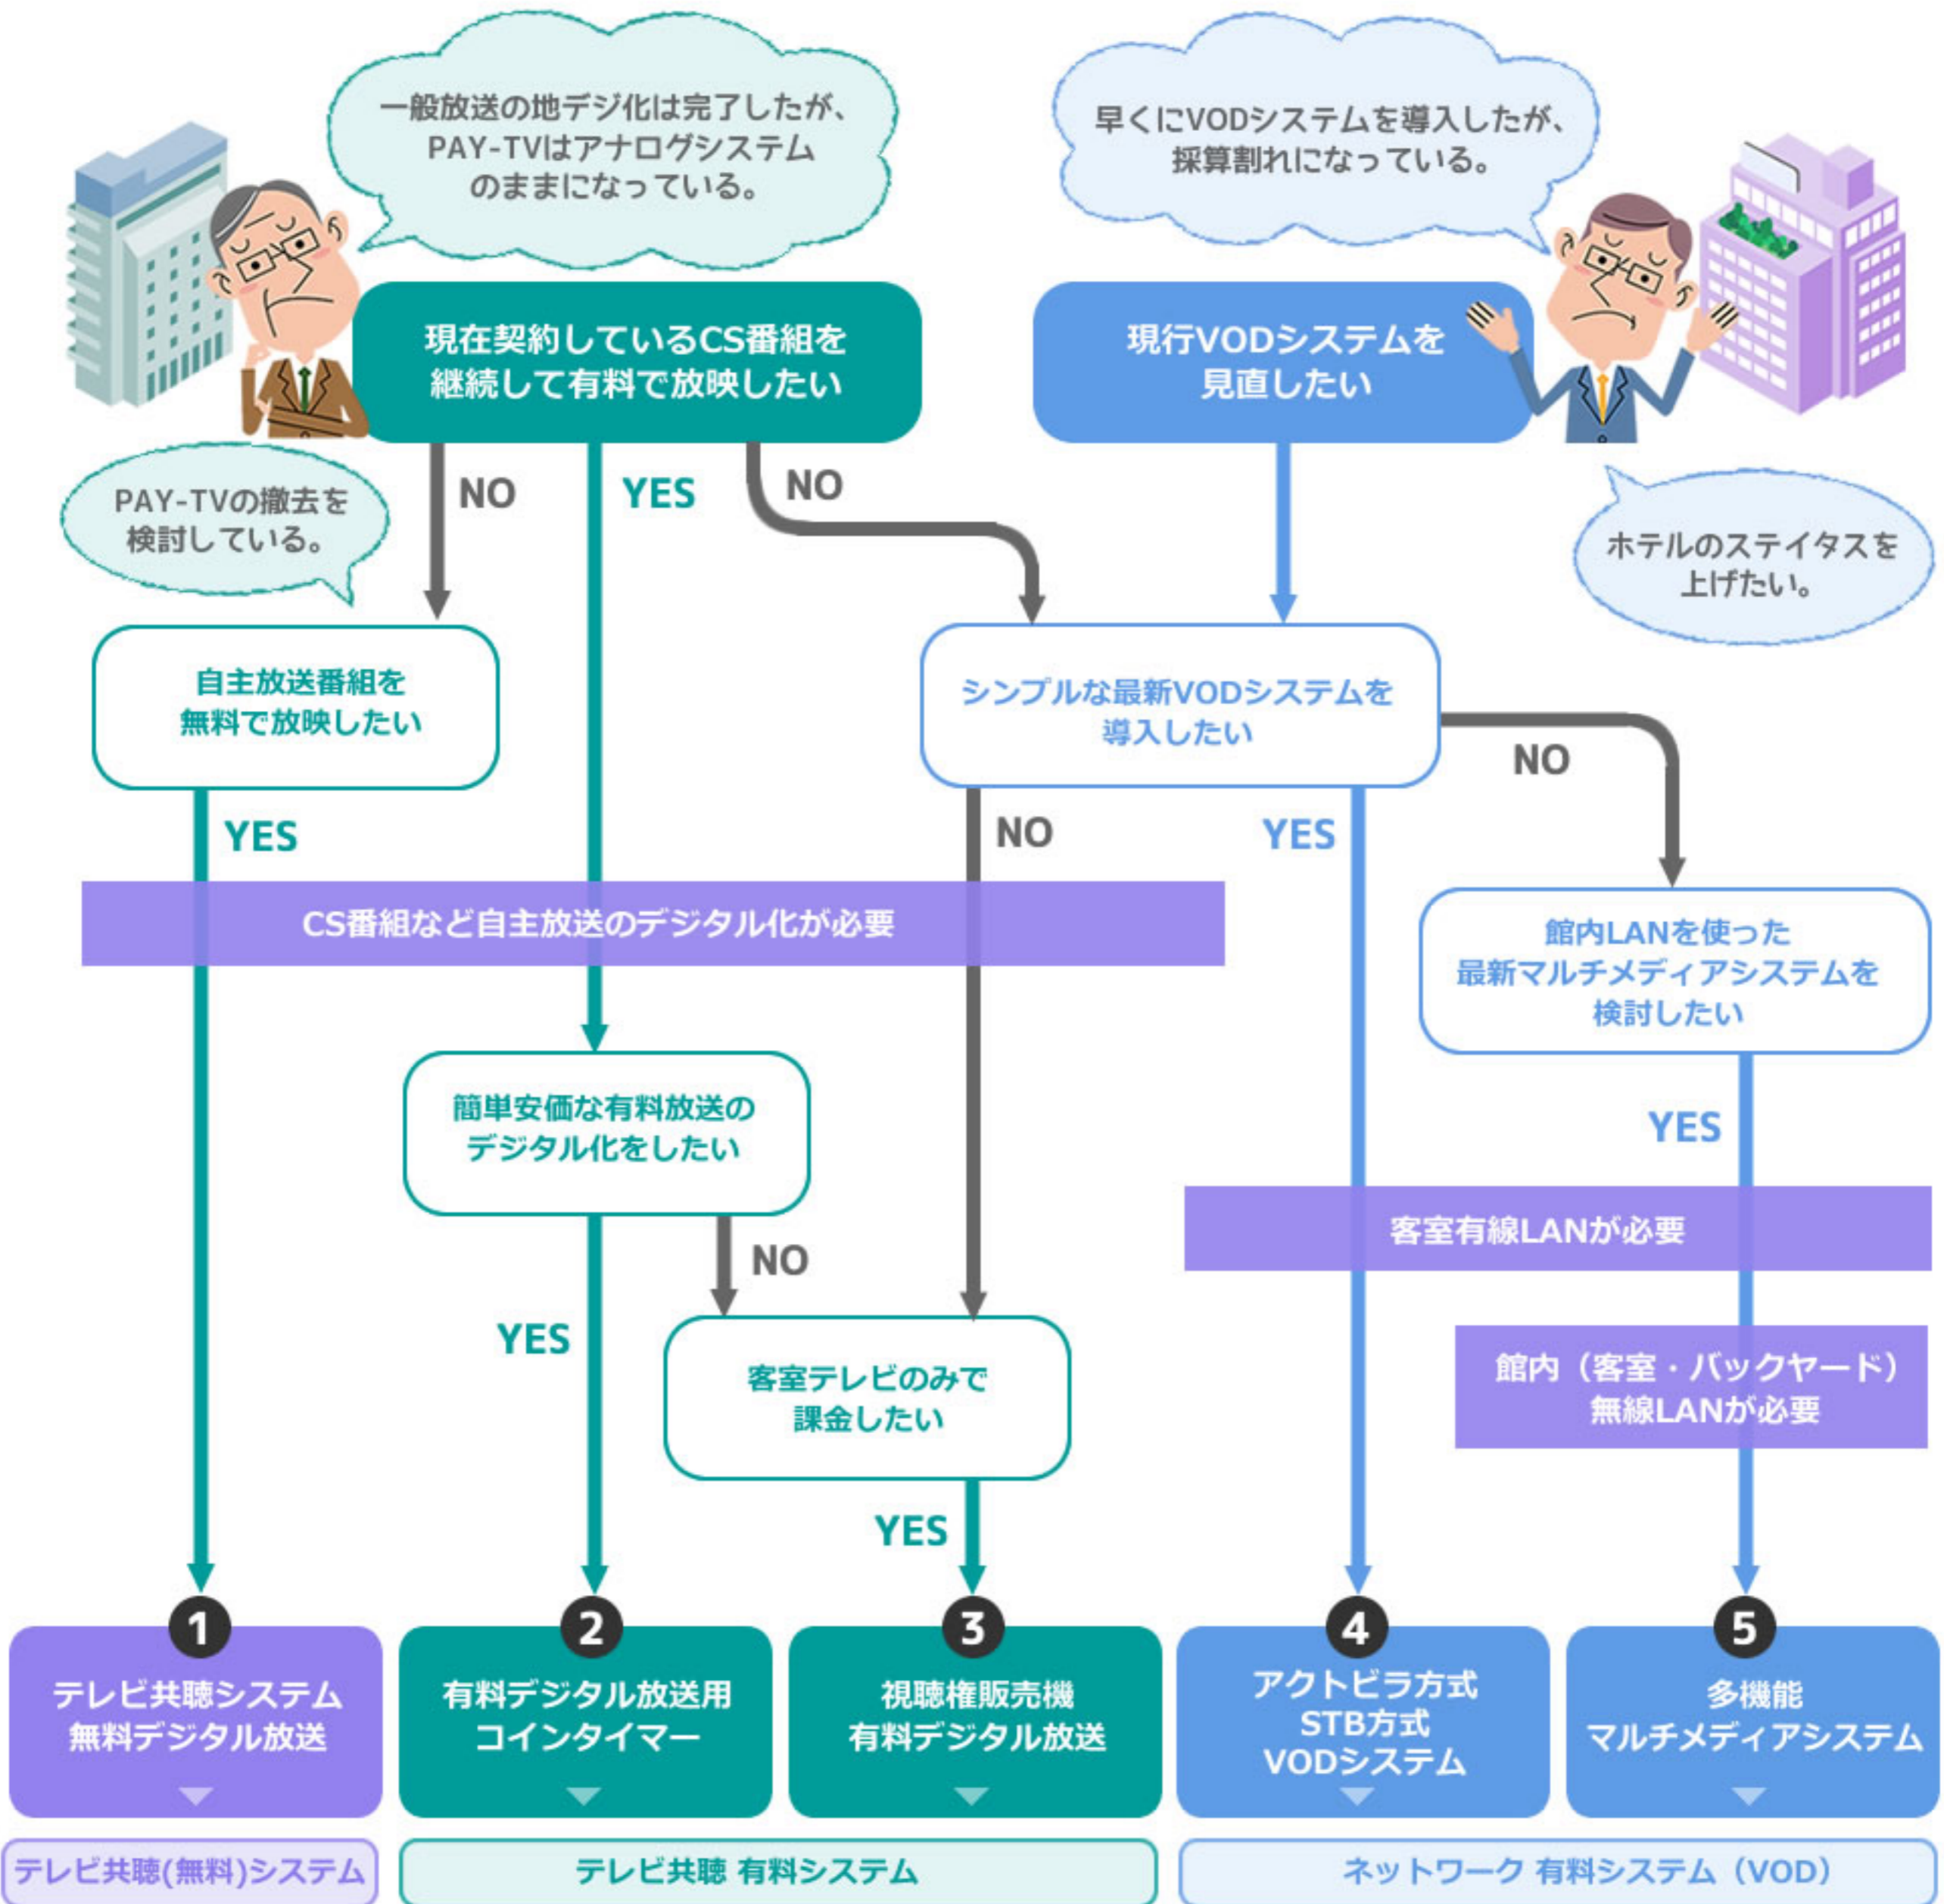 一般放送の地デジ化は完了したが、
PAY-TVはアナログシステム
のままになっている。
早くにVODシステムを導入したが、
採算割れになっている。
現在契約しているCS番組を
継続して有料で放映したい
現行VODシステムを
見直したい
PAY-TVの撤去を
検討している。
NO
YES
NO
ホテルのステイタスを
上げたい。
自主放送番組を
無料で放映したい
シンプルな最新VODシステムを
導入したい
NO
YES
NO
YES
CS番組など自主放送のデジタル化が必要
館内LANを使った
最新マルチメディアシステムを
検討したい
簡単安価な有料放送の
デジタル化をしたい
YES
客室有線LANが必要
NO
YES
客室テレビのみで
課金したい
館内（客室・バックヤード）
無線LANが必要
YES
1
テレビ共聴システム
無料デジタル放送
2
有料デジタル放送用
コインタイマー
3
視聴権販売機
有料デジタル放送
4
アクトビラ方式
STB方式
VODシステム
5
多機能
マルチメディアシステム
テレビ共聴(無料)システム
テレビ共聴 有料システム
ネットワーク 有料システム（VOD）